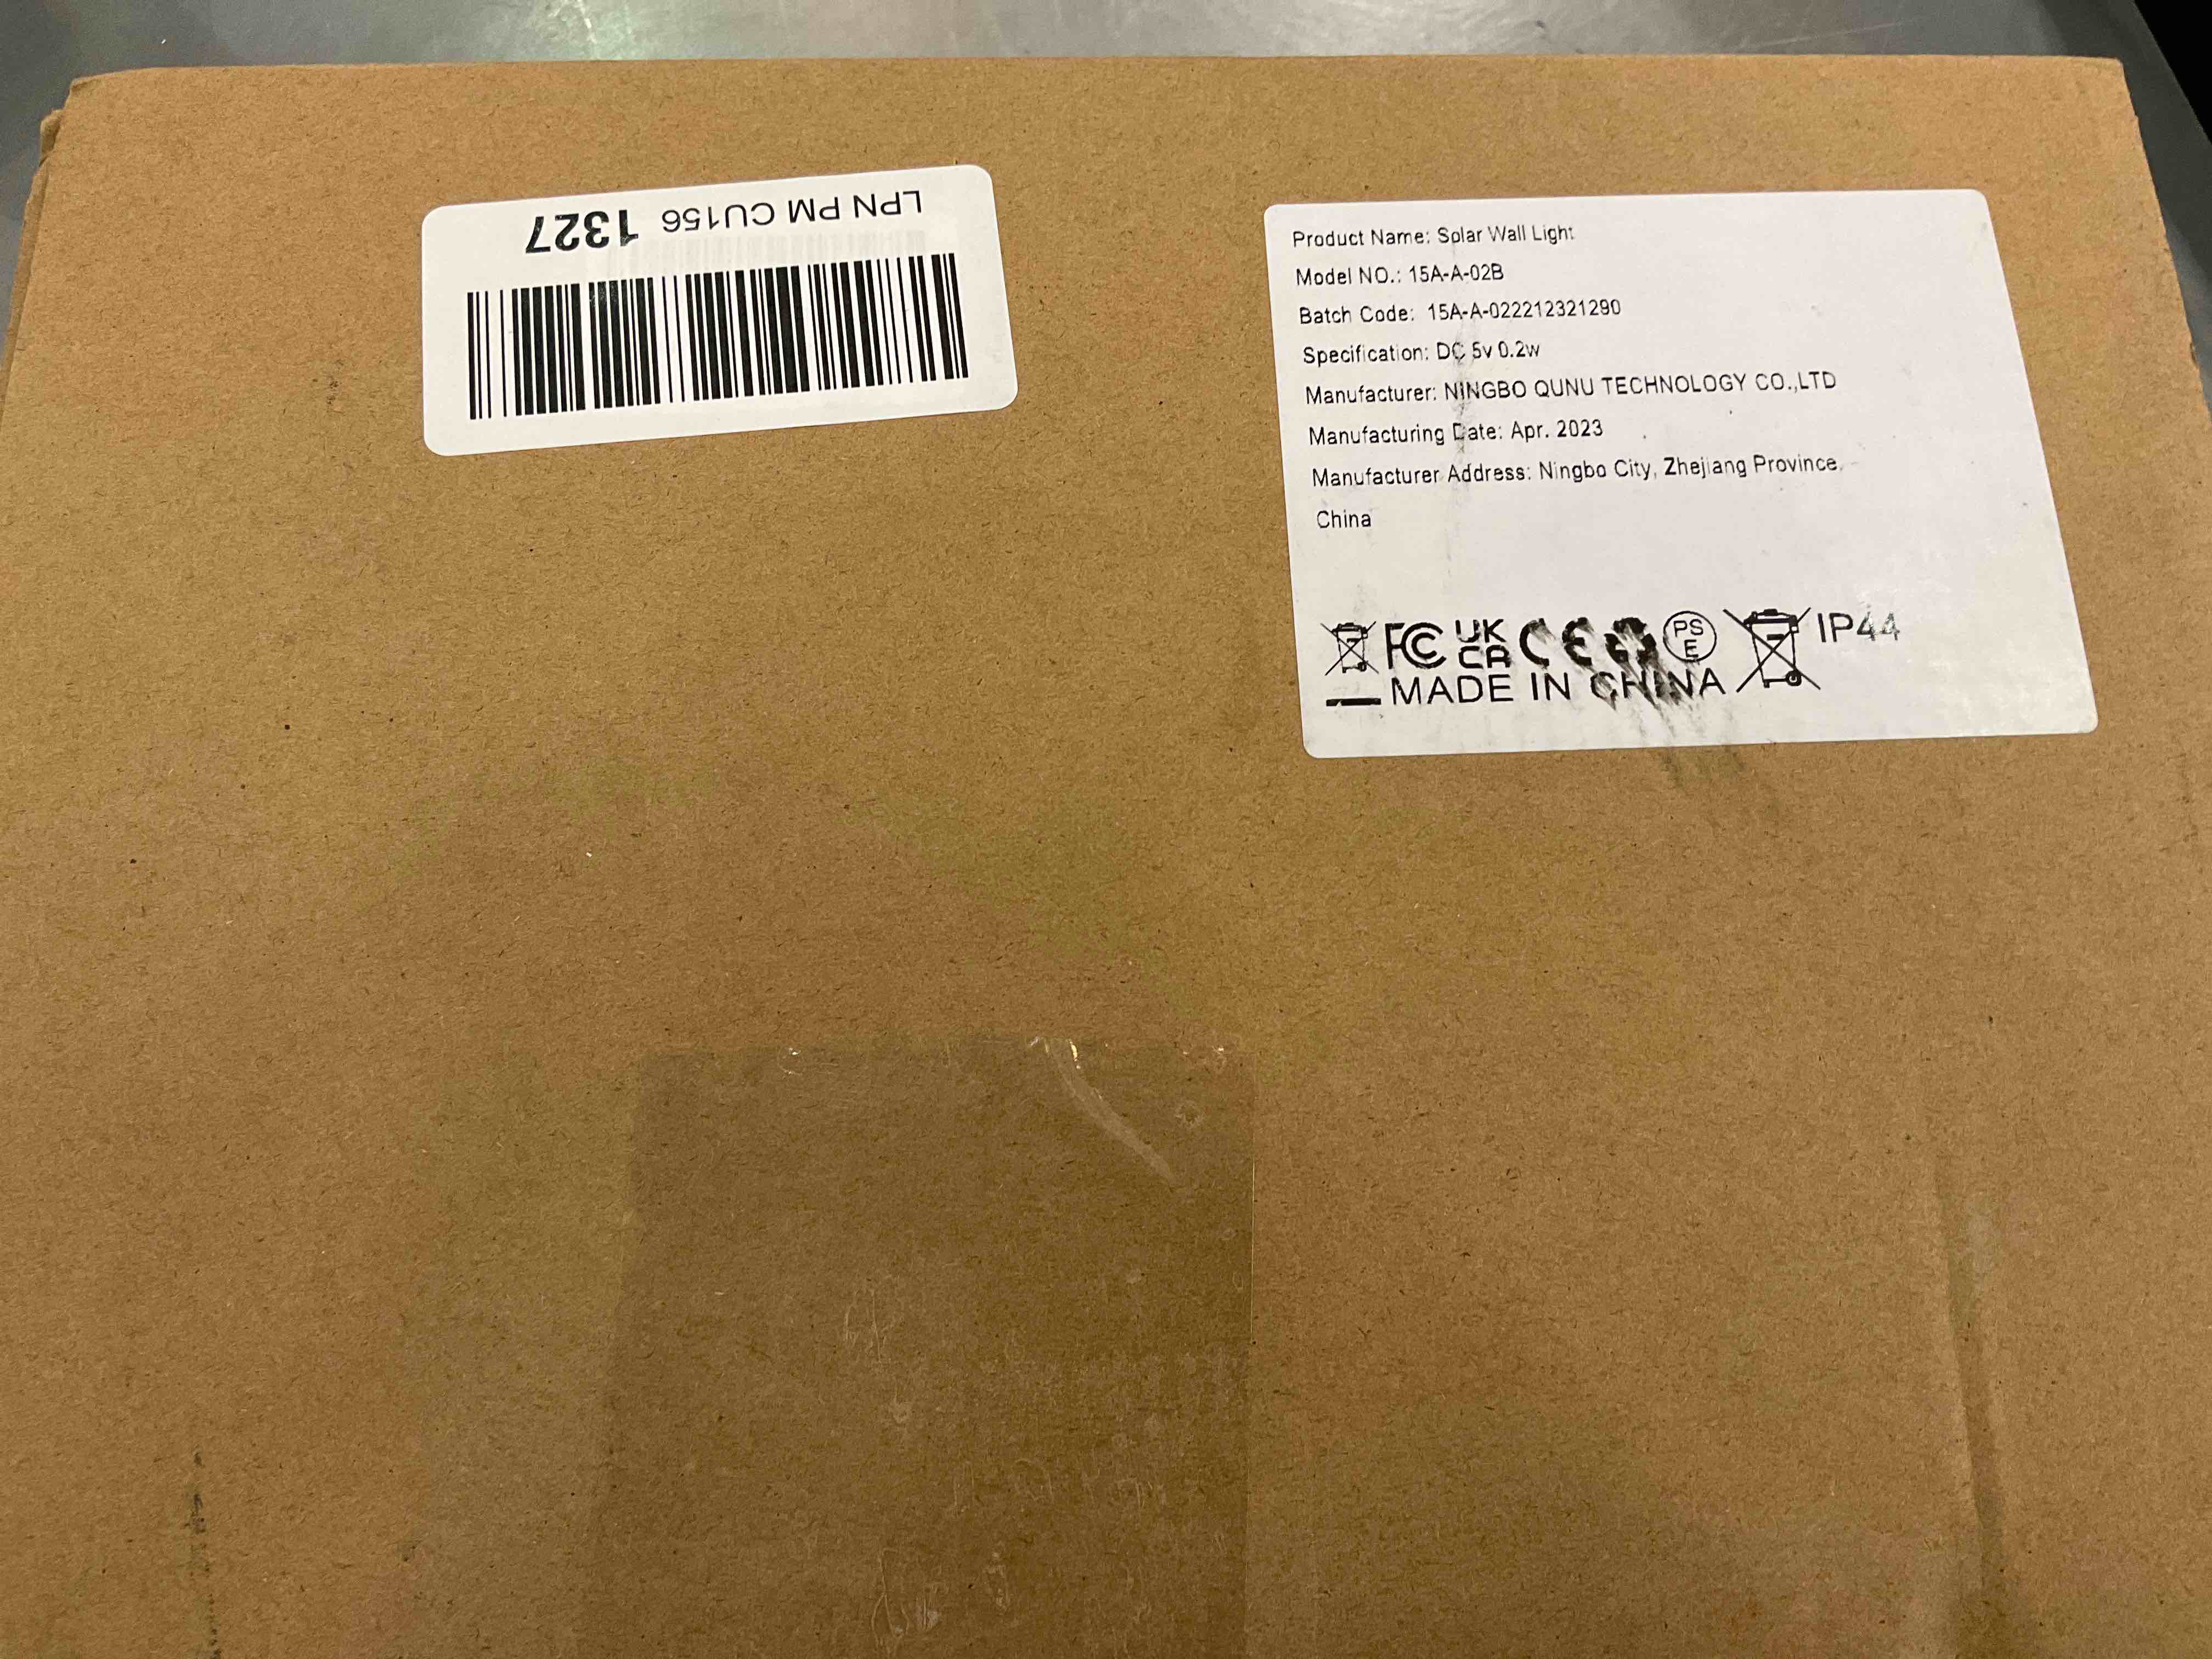 LPN PM CU156 1327
Product Name: Solar Wall Light
Model NO.: 15A-A-02B
Batch Code: 15A-A-022212321290
Specification: DC 5v 0.2w
Manufacturer: NINGBO QUNU TECHNOLOGY CO.,LTD
Manufacturing Date: Apr. 2023
Manufacturer Address: Ningbo City, Zhejiang Province,
China
FC UK CA CE PS E IP44
MADE IN CHINA